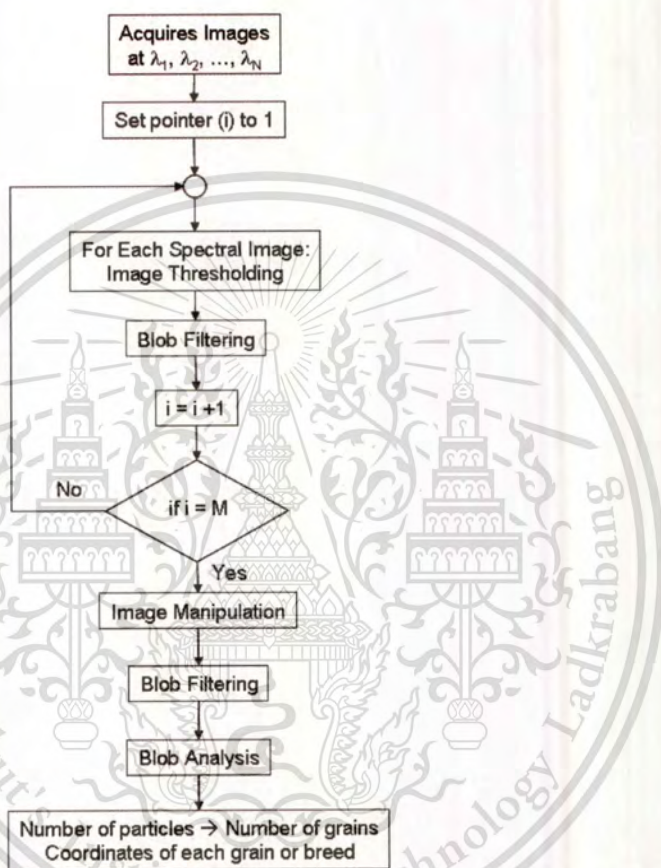 Acquires Images
at λ₁, λ₂, ..., λ_N
Set pointer (i) to 1
For Each Spectral Image:
Image Thresholding
Blob Filtering
i = i +1
if i = M
No
Yes
Image Manipulation
Blob Filtering
Blob Analysis
Number of particles → Number of grains
Coordinates of each grain or breed
Ladkrabang